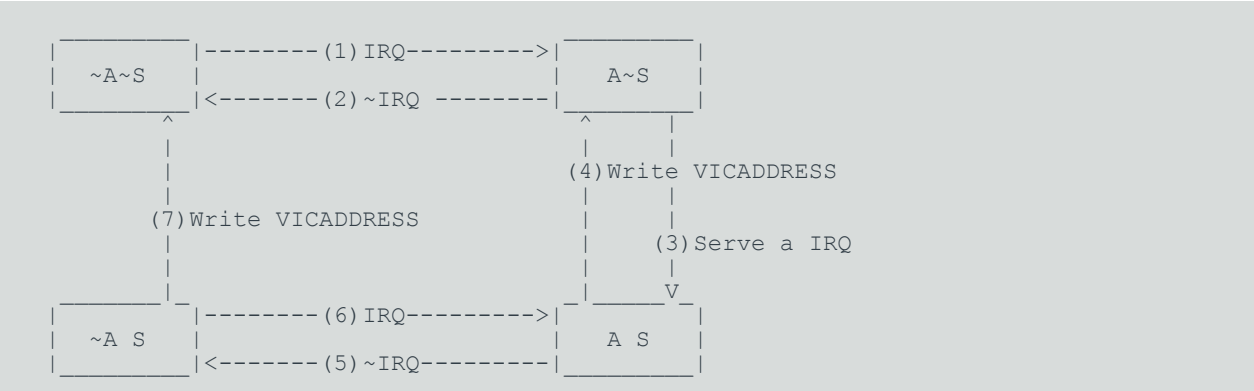 (1)IRQ
~A~S A~S
(2)~IRQ
(4)Write VICADDRESS
(7)Write VICADDRESS
(3)Serve a IRQ
V
(6)IRQ
~A S A S
(5)~IRQ